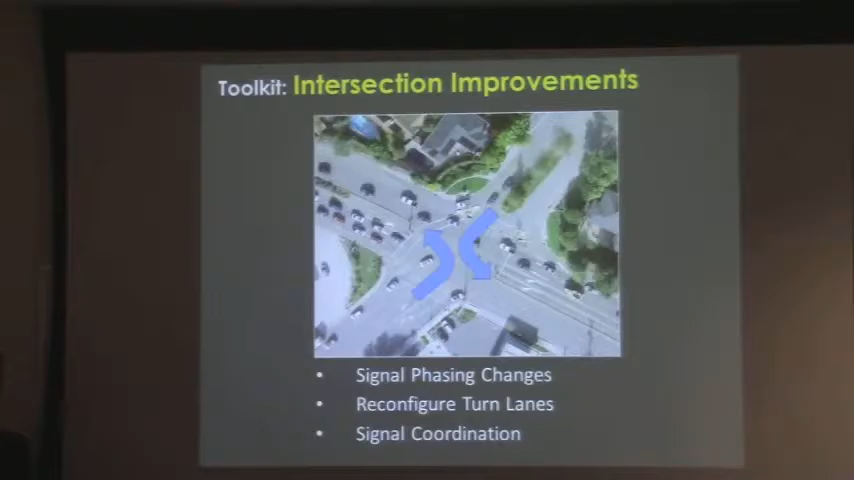 Toolkit: Intersection Improvements
• Signal Phasing Changes
• Reconfigure Turn Lanes
• Signal Coordination